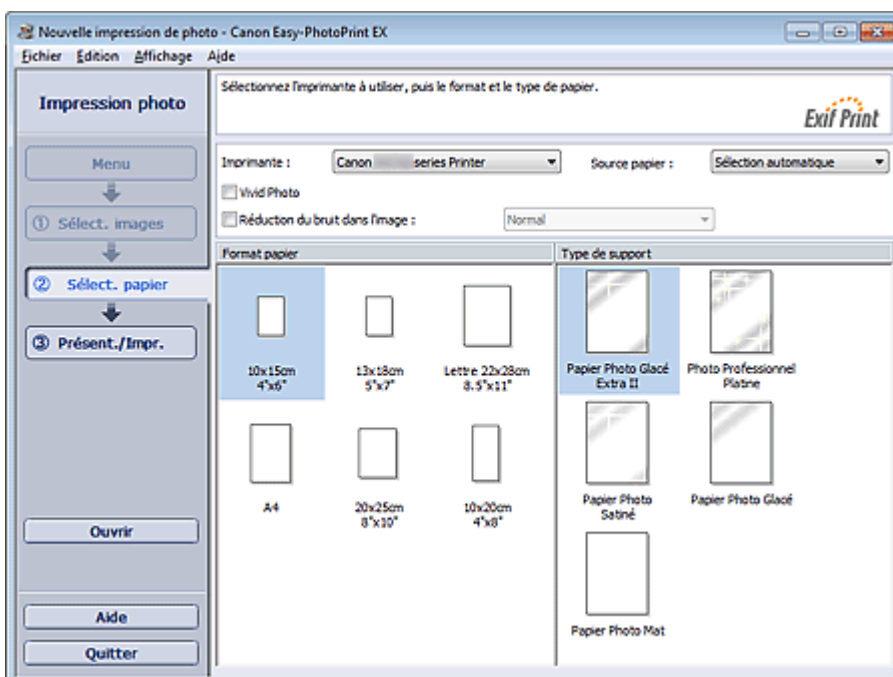 Nouvelle impression de photo - Canon Easy-PhotoPrint EX
Fichier Édition Affichage Aide
Impression photo
Sélectionnez l'imprimante à utiliser, puis le format et le type de papier.
Exif Print
Menu
① Sélect. images
② Sélect. papier
③ Présent./Impr.
Ouvrir
Aide
Quitter
Imprimante : Canon series Printer Source papier : Sélection automatique
Vivid Photo
Réduction du bruit dans l'image : Normal
Format papier
10x15cm
4"x6"
13x18cm
5"x7"
Lettre 22x28cm
8.5"x11"
A4
20x25cm
8"x10"
10x20cm
4"x8"
Type de support
Papier Photo Glacé
Extra II
Photo Professionnel
Platine
Papier Photo
Satiné
Papier Photo Glacé
Papier Photo Mat